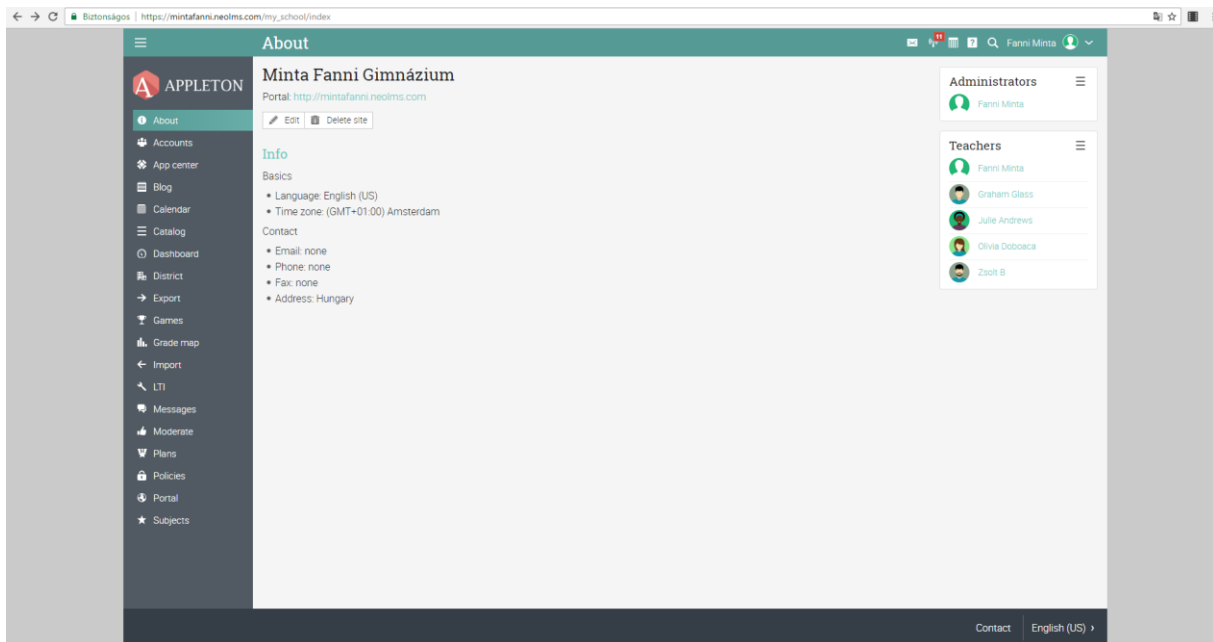 Biztonságos | https://mintafanni.neolms.com/my_school/index
About
11
Fanni Minta
APPLETON
About
Accounts
App center
Blog
Calendar
Catalog
Dashboard
District
Export
Games
Grade map
Import
LTI
Messages
Moderate
Plans
Policies
Portal
Subjects
Minta Fanni Gimnázium
Portal: http://mintafanni.neolms.com
Edit Delete site
Info
Basics
• Language: English (US)
• Time zone: (GMT+01:00) Amsterdam
Contact
• Email: none
• Phone: none
• Fax: none
• Address: Hungary
Administrators
Fanni Minta
Teachers
Fanni Minta
Graham Glass
Julie Andrews
Olivia Doboaca
Zsolt B
Contact English (US) ›